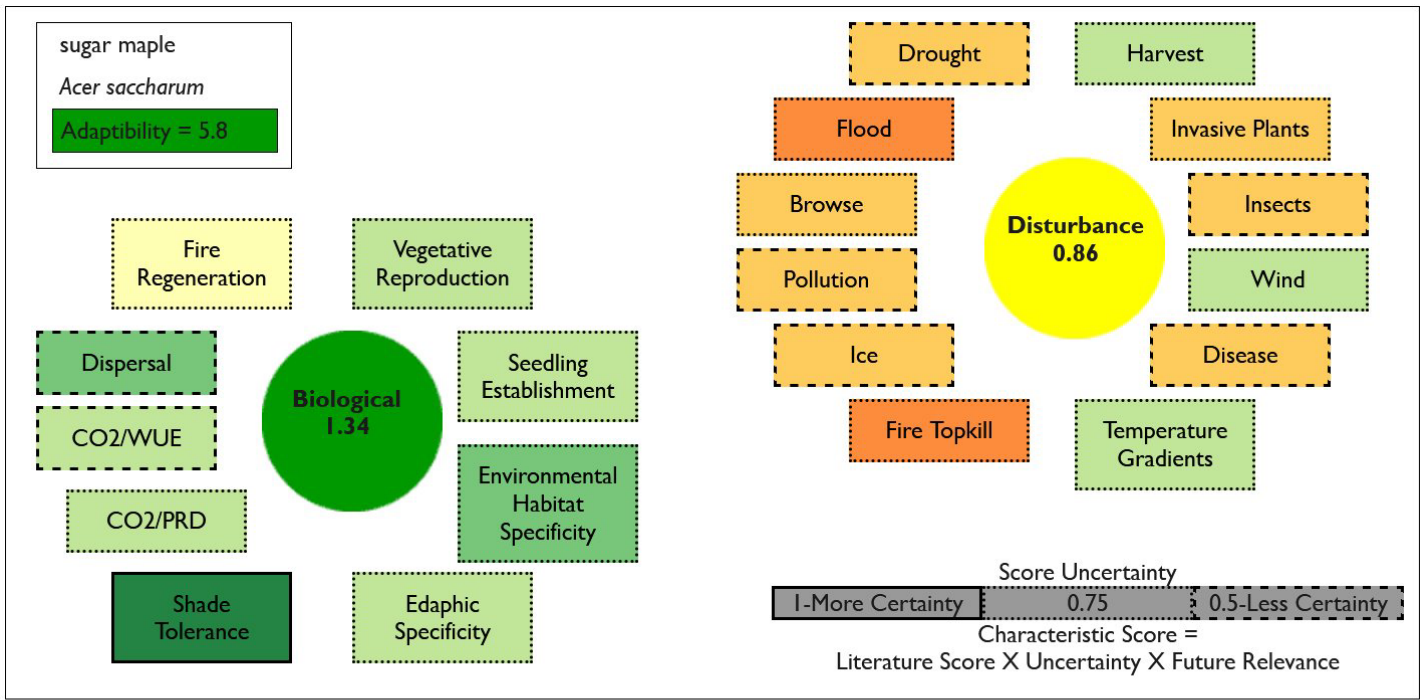 sugar maple
Acer saccharum
Adaptibility = 5.8
Fire
Regeneration
Vegetative
Reproduction
Dispersal
Seedling
Establishment
Biological
1.34
CO2/WUE
Environmental
Habitat
Specificity
CO2/PRD
Shade
Tolerance
Edaphic
Specificity
Drought
Harvest
Flood
Invasive Plants
Browse
Insects
Disturbance
0.86
Pollution
Wind
Ice
Disease
Fire Topkill
Temperature
Gradients
Score Uncertainty
1-More Certainty
0.75
0.5-Less Certainty
Characteristic Score =
Literature Score X Uncertainty X Future Relevance